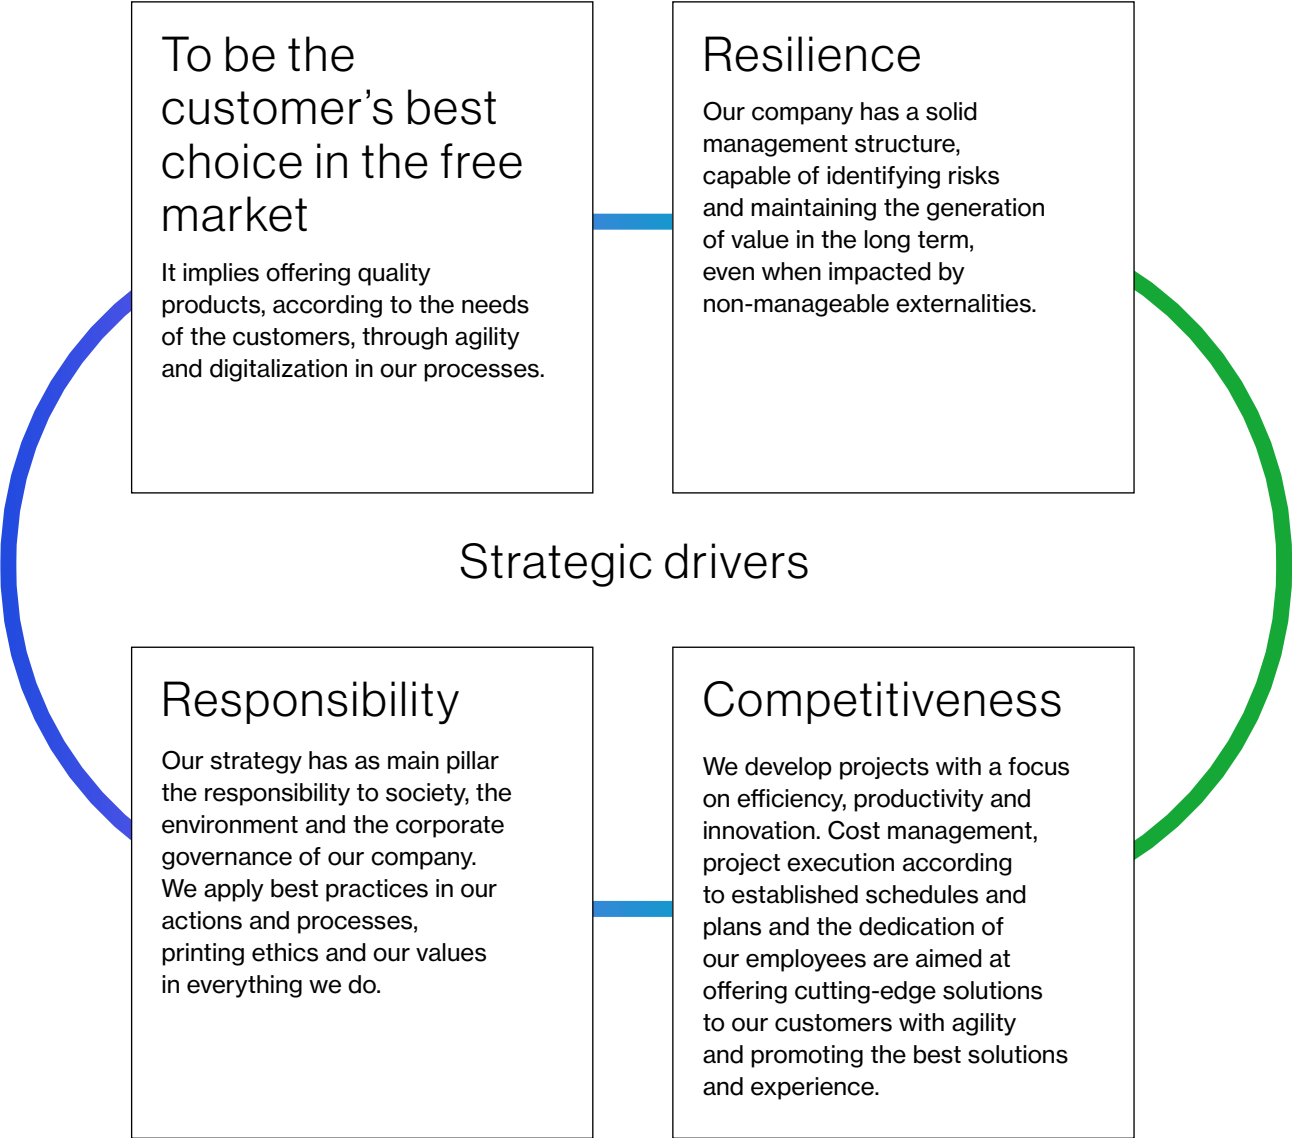 To be the
customer’s best
choice in the free
market
It implies offering quality
products, according to the needs
of the customers, through agility
and digitalization in our processes.
Resilience
Our company has a solid
management structure,
capable of identifying risks
and maintaining the generation
of value in the long term,
even when impacted by
non-manageable externalities.
Strategic drivers
Responsibility
Our strategy has as main pillar
the responsibility to society, the
environment and the corporate
governance of our company.
We apply best practices in our
actions and processes,
printing ethics and our values
in everything we do.
Competitiveness
We develop projects with a focus
on efficiency, productivity and
innovation. Cost management,
project execution according
to established schedules and
plans and the dedication of
our employees are aimed at
offering cutting-edge solutions
to our customers with agility
and promoting the best solutions
and experience.